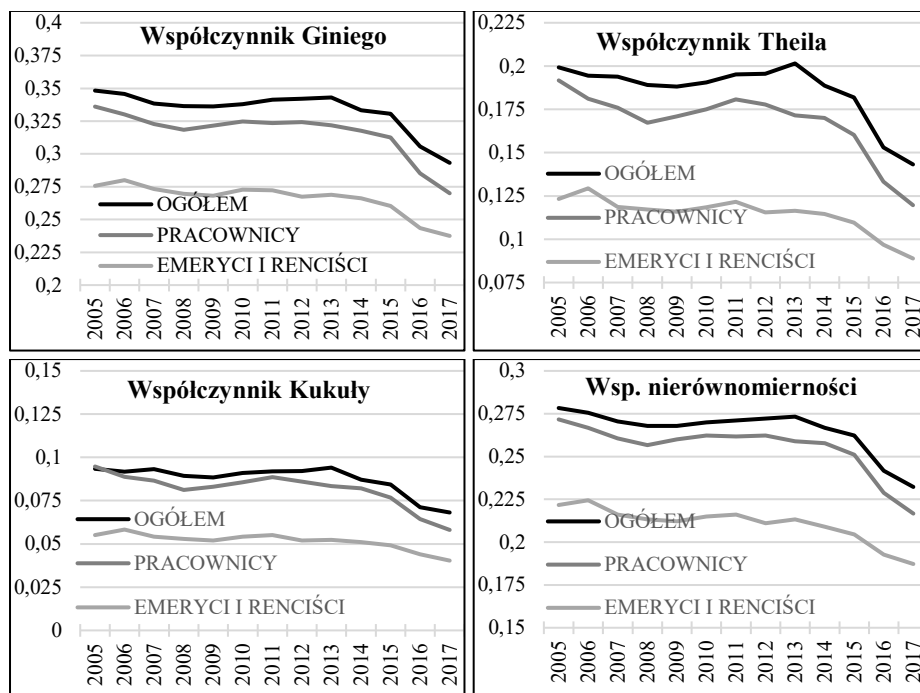 Współczynnik Giniego
0,4
0,375
0,35
0,325
0,3
0,275
0,25
0,225
0,2
OGÓŁEM
PRACOWNICY
EMERYCI I RENCIŚCI
2005 2006 2007 2008 2009 2010 2011 2012 2013 2014 2015 2016 2017
Współczynnik Theila
0,225
0,2
0,175
0,15
0,125
0,1
0,075
OGÓŁEM
PRACOWNICY
EMERYCI I RENCIŚCI
2005 2006 2007 2008 2009 2010 2011 2012 2013 2014 2015 2016 2017
Współczynnik Kukuły
0,15
0,125
0,1
0,075
0,05
0,025
0
OGÓŁEM
PRACOWNICY
EMERYCI I RENCIŚCI
2005 2006 2007 2008 2009 2010 2011 2012 2013 2014 2015 2016 2017
Wsp. nierównomierności
0,3
0,275
0,25
0,225
0,2
0,175
0,15
OGÓŁEM
PRACOWNICY
EMERYCI I RENCIŚCI
2005 2006 2007 2008 2009 2010 2011 2012 2013 2014 2015 2016 2017